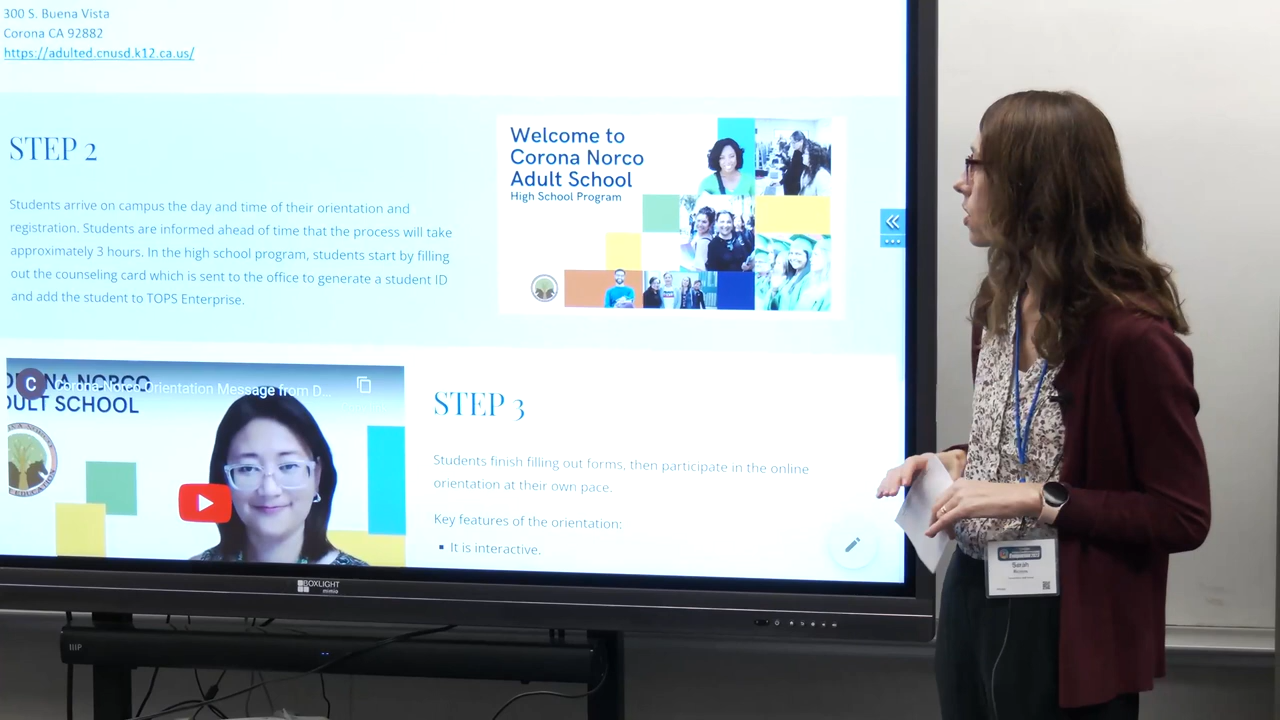 300 S. Buena Vista
Corona CA 92882
https://adulted.cnusd.k12.ca.us/
STEP 2
Students arrive on campus the day and time of their orientation and
registration. Students are informed ahead of time that the process will take
approximately 3 hours. In the high school program, students start by filling
out the counseling card which is sent to the office to generate a student ID
and add the student to TOPS Enterprise.
Welcome to
Corona Norco
Adult School
High School Program
C
Corona-Norco Orientation Message from D...
NA NORCO
ULT SCHOOL
STEP 3
Students finish filling out forms, then participate in the online
orientation at their own pace.
Key features of the orientation:
▪ It is interactive.
BOXLIGHT
mimio
Sarah